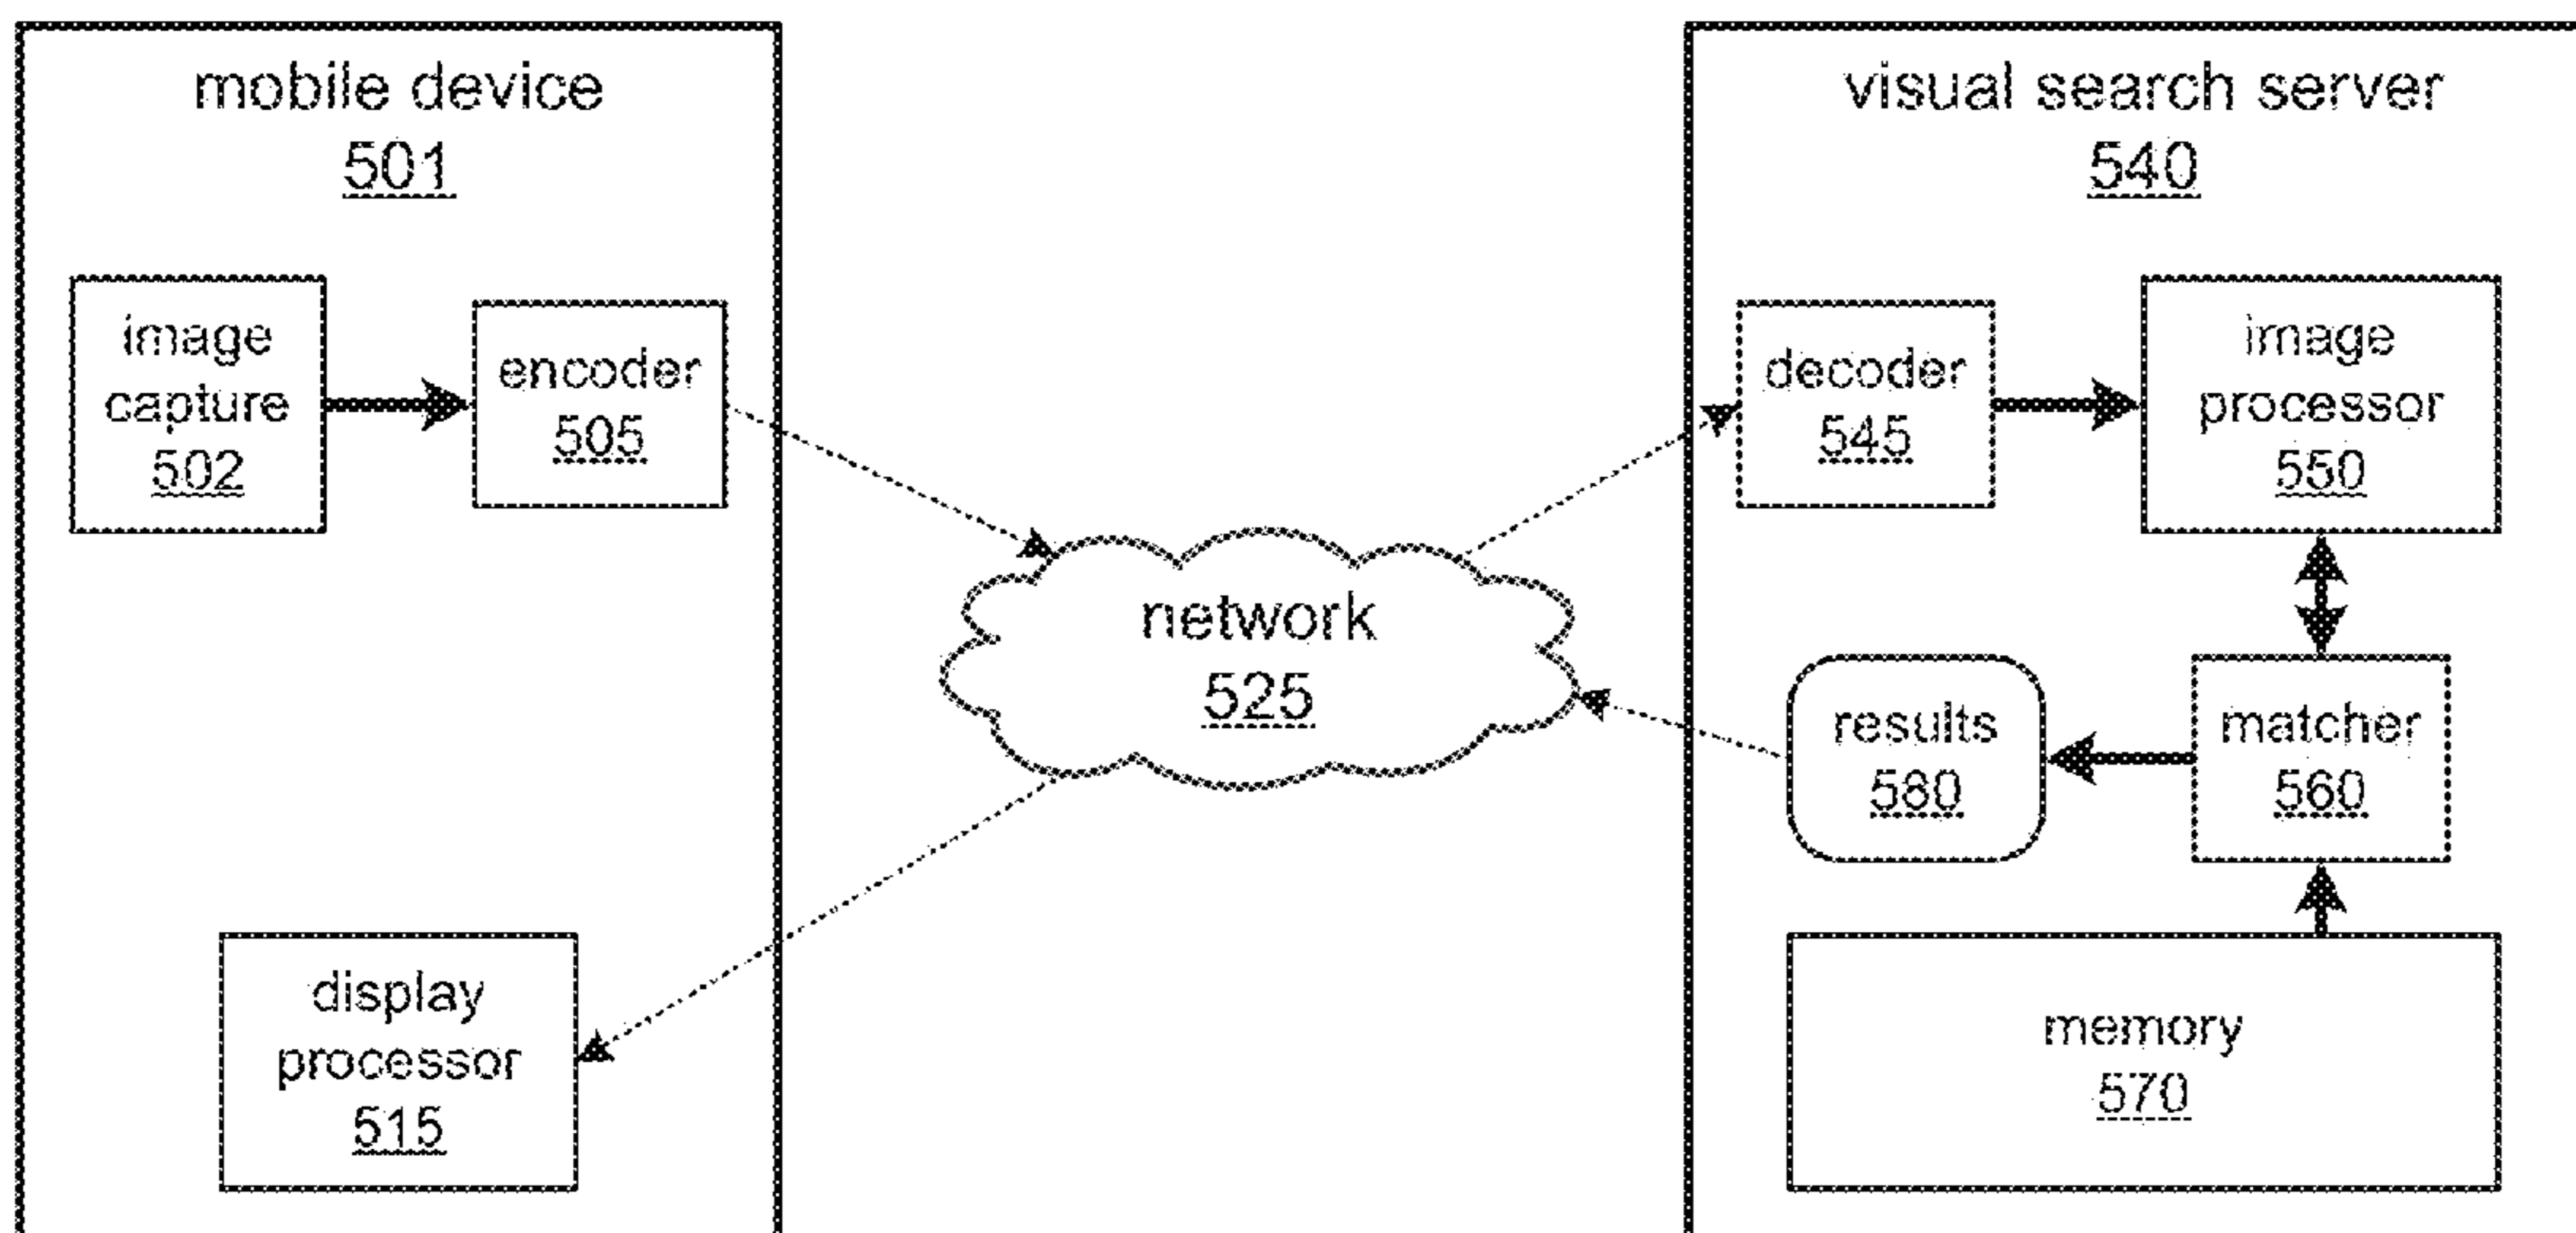 mobile device
501
image
capture
502
encoder
505
display
processor
515
network
525
visual search server
540
decoder
545
image
processor
550
results
580
matcher
560
memory
570